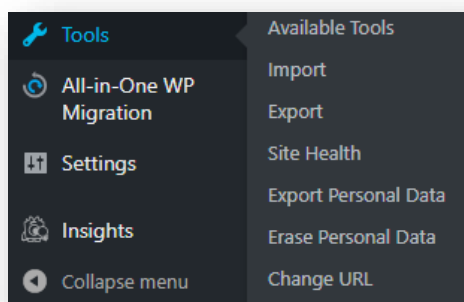 Tools
All-in-One WP
Migration
Settings
Insights
Collapse menu
Available Tools
Import
Export
Site Health
Export Personal Data
Erase Personal Data
Change URL